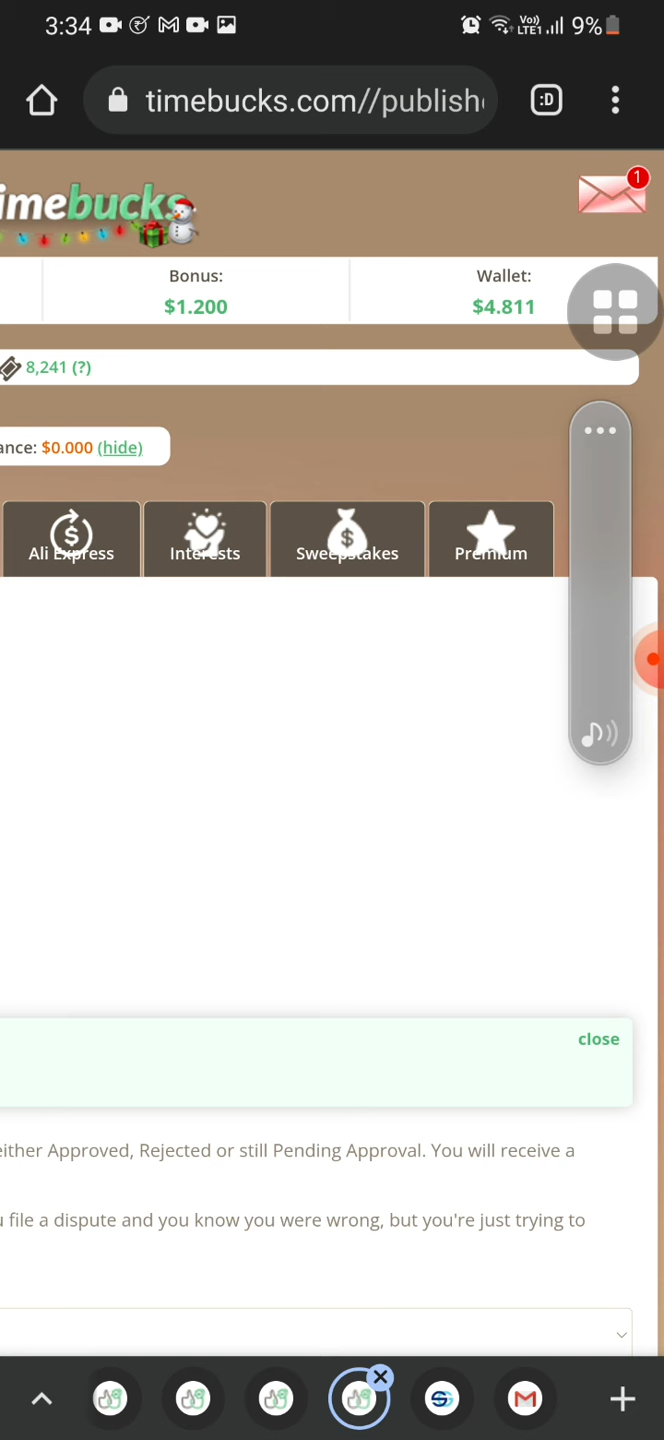 3:34
Vo))
LTE1
9%
timebucks.com//publish
:D
imebucks
1
Bonus:
$1.200
Wallet:
$4.811
8,241 (?)
ance: $0.000 (hide)
Ali Express
Interests
Sweepstakes
Premium
close
either Approved, Rejected or still Pending Approval. You will receive a
u file a dispute and you know you were wrong, but you're just trying to